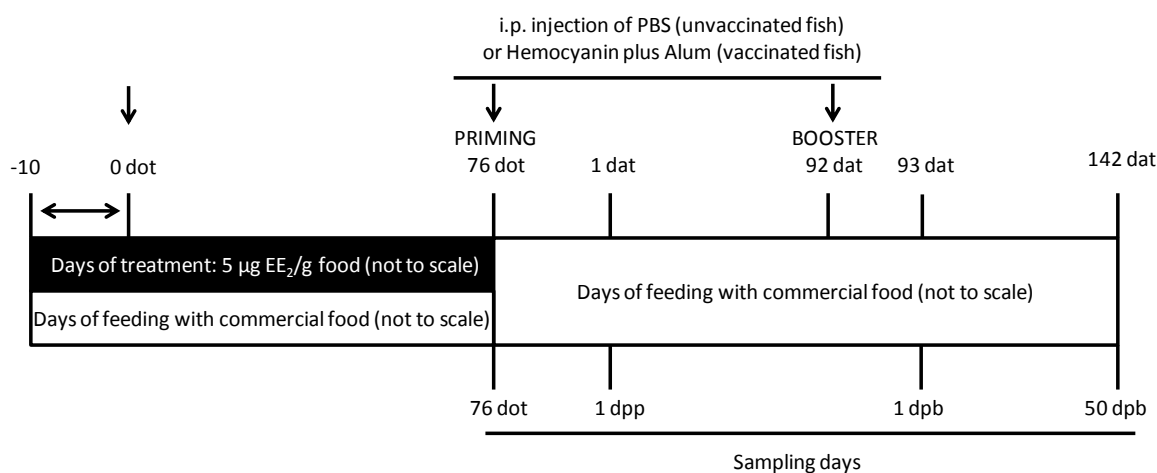 i.p. injection of PBS (unvaccinated fish)
or Hemocyanin plus Alum (vaccinated fish)
PRIMING
BOOSTER
-10
0 dot
76 dot
1 dat
92 dat
93 dat
142 dat
Days of treatment: 5 µg EE₂/g food (not to scale)
Days of feeding with commercial food (not to scale)
Days of feeding with commercial food (not to scale)
76 dot
1 dpp
1 dpb
50 dpb
Sampling days